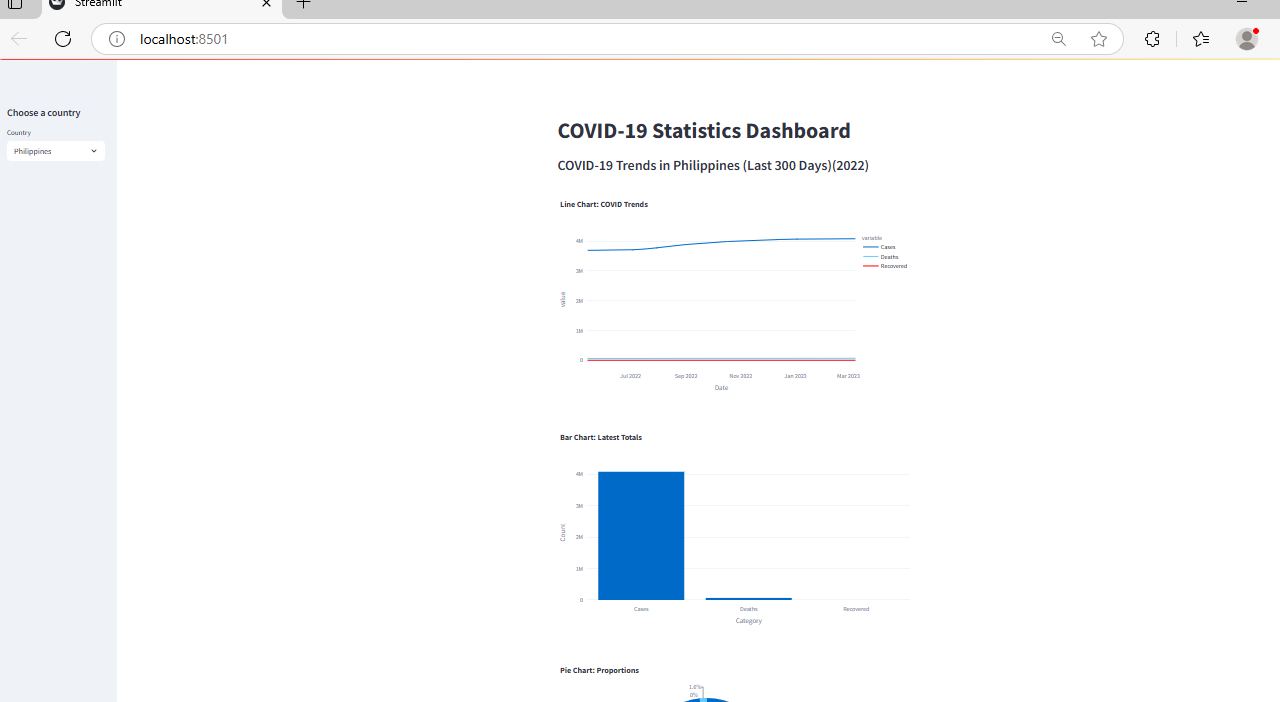 Streamlit
localhost:8501
Choose a country
Country
Philippines
COVID-19 Statistics Dashboard
COVID-19 Trends in Philippines (Last 300 Days)(2022)
Line Chart: COVID Trends
variable
Cases
Deaths
Recovered
4M
3M
2M
1M
0
value
Jul 2022 Sep 2022 Nov 2022 Jan 2023 Mar 2023
Date
Bar Chart: Latest Totals
4M
3M
2M
1M
0
Count
Cases Deaths Recovered
Category
Pie Chart: Proportions
1.6%
0%